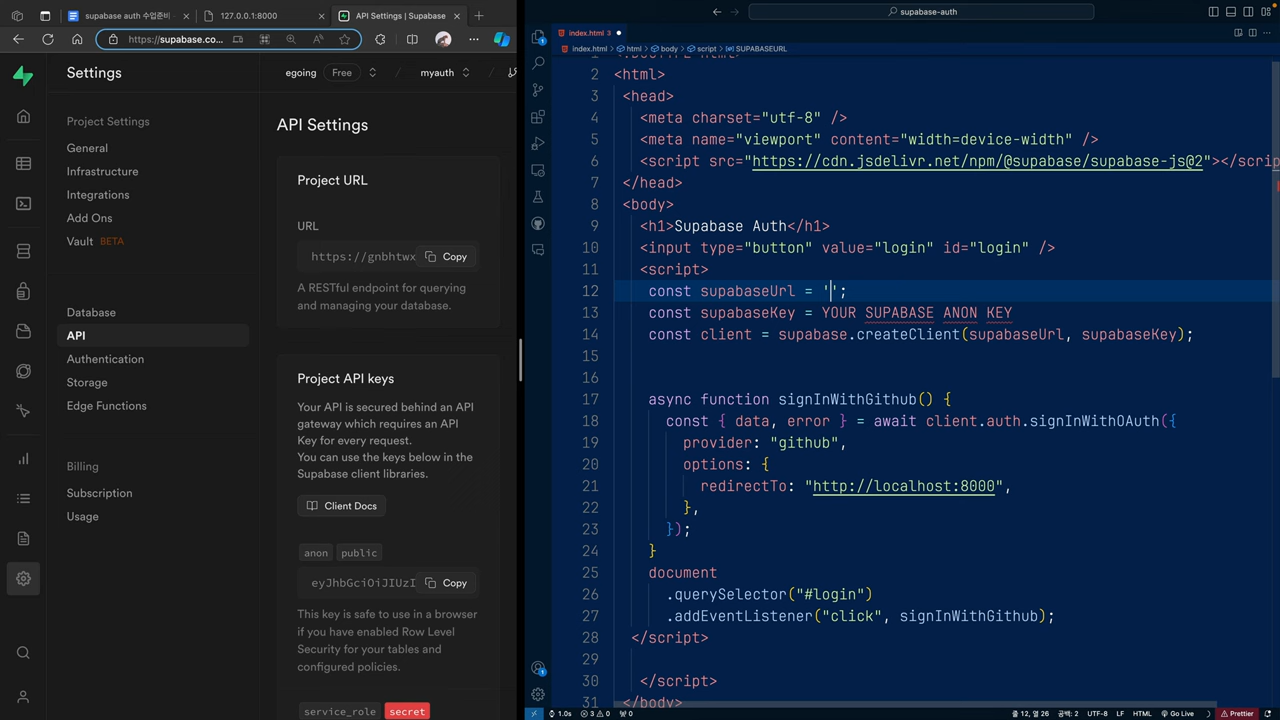 supabase auth 수업준비
127.0.0.1:8000
API Settings | Supabase
https://supabase.co...
Settings
egoing
Free
myauth
Project Settings
General
Infrastructure
Integrations
Add Ons
Vault BETA
Database
API
Authentication
Storage
Edge Functions
Billing
Subscription
Usage
API Settings
Project URL
URL
https://gnbhtwx
Copy
A RESTful endpoint for querying
and managing your database.
Project API keys
Your API is secured behind an API
gateway which requires an API
Key for every request.
You can use the keys below in the
Supabase client libraries.
Client Docs
anon public
eyJhbGciOiJIUzI
Copy
This key is safe to use in a browser
if you have enabled Row Level
Security for your tables and
configured policies.
service_role secret
supabase-auth
index.html 3
index.html > html > body > script > SUPABASEURL
2 <html>
3 <head>
4 <meta charset="utf-8" />
5 <meta name="viewport" content="width=device-width" />
6 <script src="https://cdn.jsdelivr.net/npm/@supabase/supabase-js@2"></scrip
7 </head>
8 <body>
9 <h1>Supabase Auth</h1>
10 <input type="button" value="login" id="login" />
11 <script>
12 const supabaseUrl = '';
13 const supabaseKey = YOUR SUPABASE ANON KEY
14 const client = supabase.createClient(supabaseUrl, supabaseKey);
15
16
17 async function signInWithGithub() {
18 const { data, error } = await client.auth.signInWithOAuth({
19 provider: "github",
20 options: {
21 redirectTo: "http://localhost:8000",
22 },
23 });
24 }
25 document
26 .querySelector("#login")
27 .addEventListener("click", signInWithGithub);
28 </script>
29
30 </script>
31 </body>
1.0s 3 0 0 줄 12, 열 26 공백: 2 UTF-8 LF HTML Go Live Prettier